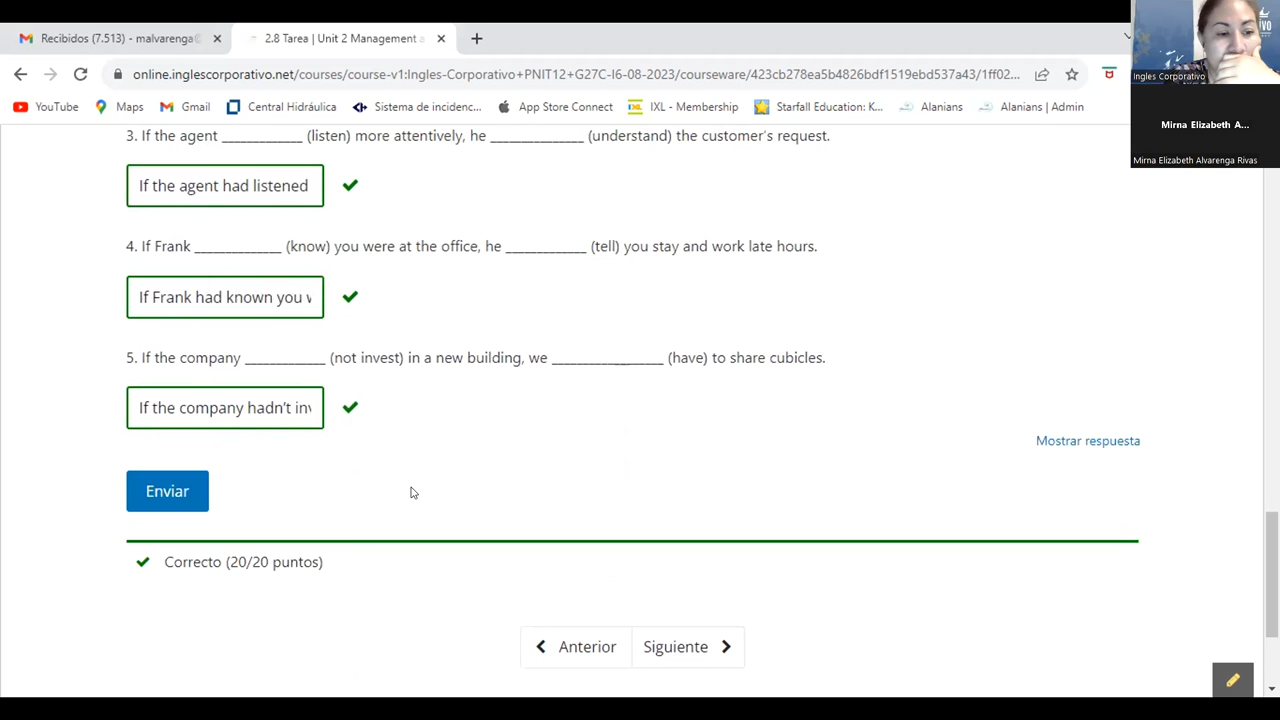 Recibidos (7.513) - malvarenga@
2.8 Tarea | Unit 2 Management a
online.inglescorporativo.net/courses/course-v1:Ingles-Corporativo+PNIT12+G27C-I6-08-2023/courseware/423cb278ea5b4826bdf1519ebd537a43/1ff02...
YouTube
Maps
Gmail
Central Hidráulica
Sistema de incidenc...
App Store Connect
IXL - Membership
Starfall Education: K...
Alanians
Alanians | Admin
Ingles Corporativo
Mirna Elizabeth A...
Mirna Elizabeth Alvarenga Rivas
3. If the agent _____________ (listen) more attentively, he _______________ (understand) the customer's request.
If the agent had listened
4. If Frank ______________ (know) you were at the office, he _____________ (tell) you stay and work late hours.
If Frank had known you w
5. If the company _____________ (not invest) in a new building, we __________________ (have) to share cubicles.
If the company hadn't inv
Mostrar respuesta
Enviar
Correcto (20/20 puntos)
Anterior
Siguiente